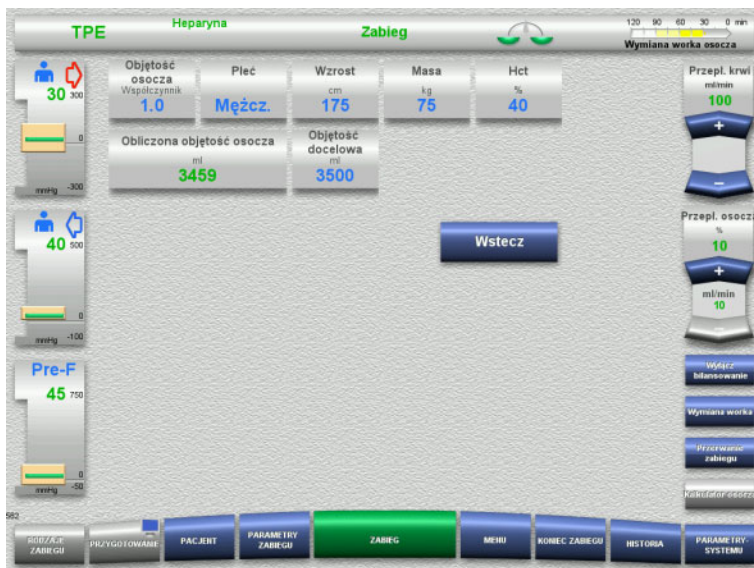 TPE
Heparyna
Zabieg
120 90 60 30 0 min
Wymiana worka osocza
30
300
0
-300
mmHg
Objętość
osocza
Współczynnik
1.0
Płeć
Mężcz.
Wzrost
cm
175
Masa
kg
75
Hct
%
40
Obliczona objętość osocza
ml
3459
Objętość
docelowa
ml
3500
Przepł. krwi
ml/min
100
+
−
40
500
0
-100
mmHg
Wstecz
Przepł. osocza
%
10
+
ml/min
10
−
Pre-F
45
750
0
-50
mmHg
Wyłącz
bilansowanie
Wymiana worka
Przerwanie
zabiegu
Kalkulator osocza
582
RODZAJE
ZABIEGU
PRZYGOTOWANIE
PACJENT
PARAMETRY
ZABIEGU
ZABIEG
MENU
KONIEC ZABIEGU
HISTORIA
PARAMETRY-
SYSTEMU